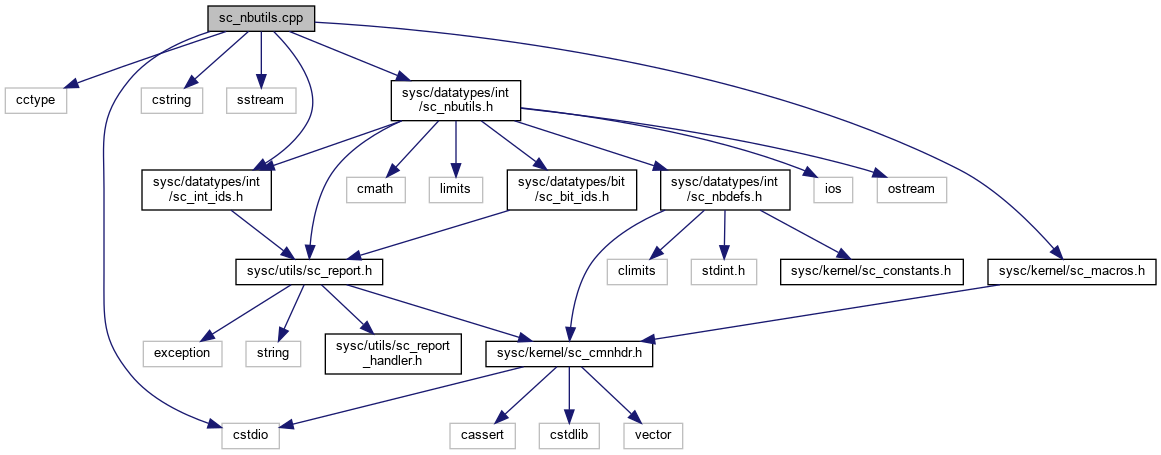 sc_nbutils.cpp
cctype
cstring
sstream
sysc/datatypes/int
/sc_nbutils.h
sysc/datatypes/int
/sc_int_ids.h
cmath
limits
sysc/datatypes/bit
/sc_bit_ids.h
sysc/datatypes/int
/sc_nbdefs.h
ios
ostream
sysc/utils/sc_report.h
climits
stdint.h
sysc/kernel/sc_constants.h
sysc/kernel/sc_macros.h
exception
string
sysc/utils/sc_report
_handler.h
sysc/kernel/sc_cmnhdr.h
cstdio
cassert
cstdlib
vector